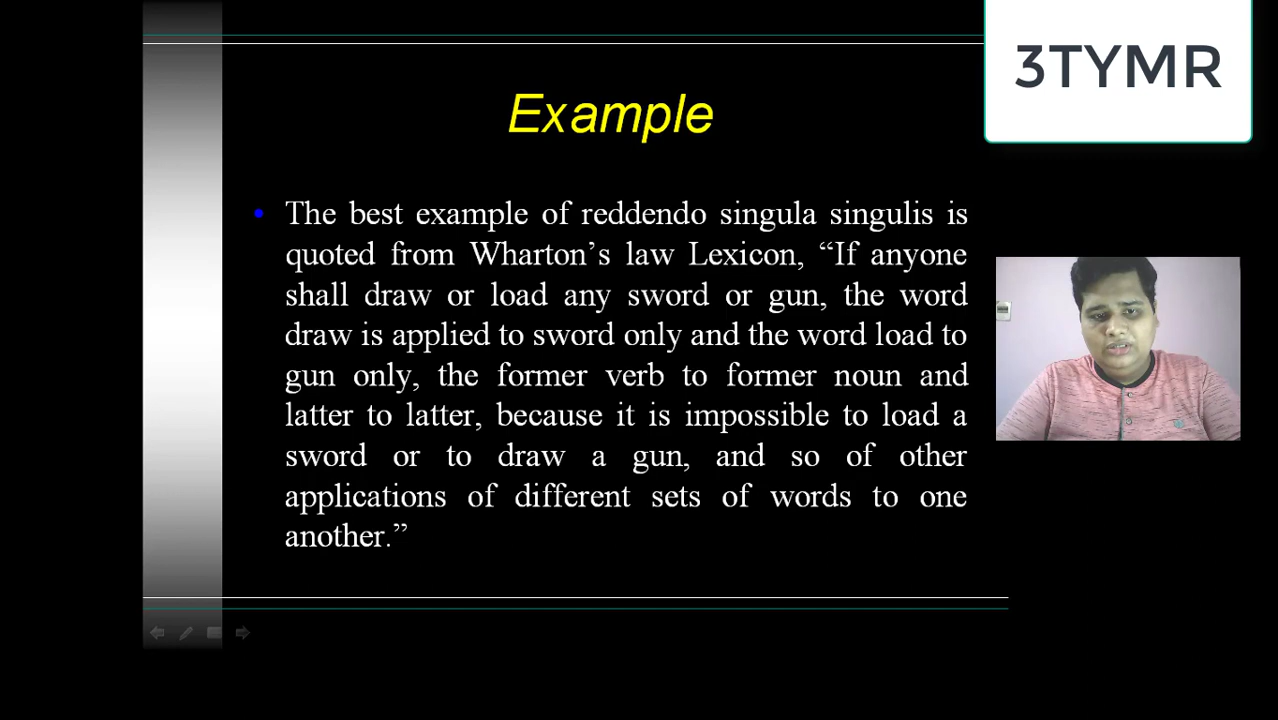 3TYMR
Example
• The best example of reddendo singula singulis is
quoted from Wharton’s law Lexicon, “If anyone
shall draw or load any sword or gun, the word
draw is applied to sword only and the word load to
gun only, the former verb to former noun and
latter to latter, because it is impossible to load a
sword or to draw a gun, and so of other
applications of different sets of words to one
another.”